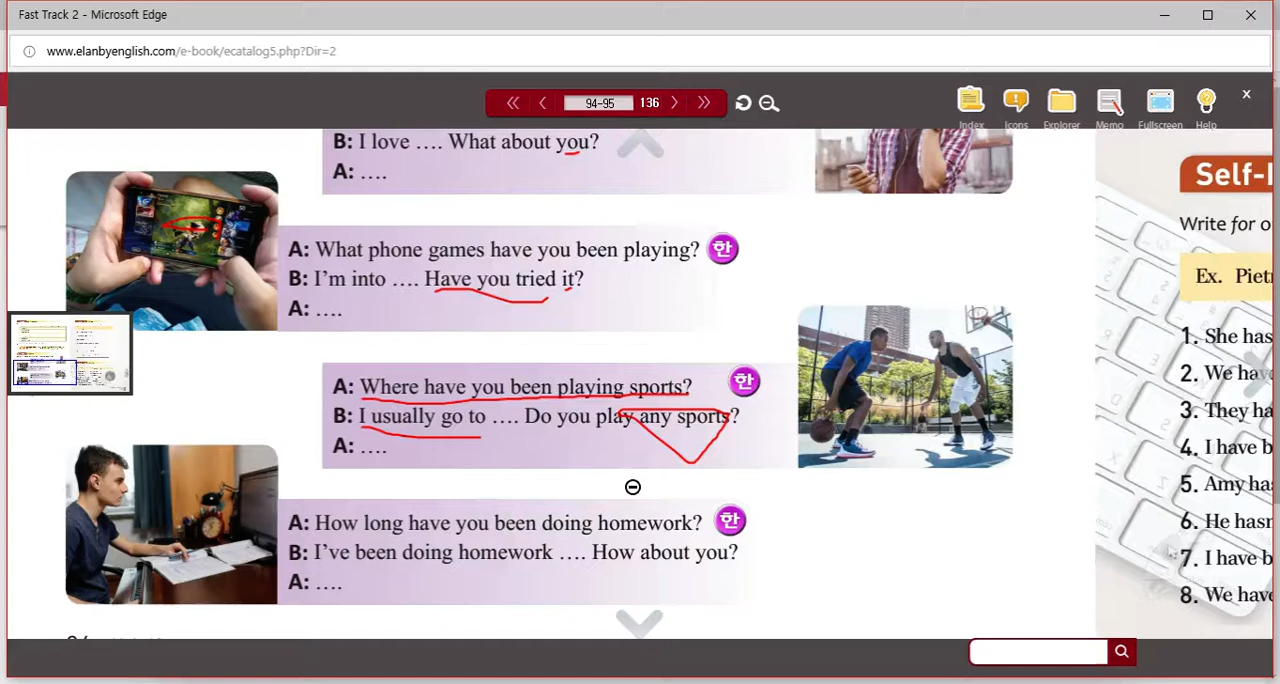 Fast Track 2 - Microsoft Edge
www.elanbyenglish.com/e-book/ecatalog5.php?Dir=2
94-95 136
Index Icons Explorer Memo Fullscreen Help
B: I love …. What about you?
A: ….
A: What phone games have you been playing? 한
B: I'm into …. Have you tried it?
A: ….
A: Where have you been playing sports? 한
B: I usually go to …. Do you play any sports?
A: ….
A: How long have you been doing homework? 한
B: I've been doing homework …. How about you?
A: ….
Self-
Write for o
Ex. Piet
1. She has
2. We have
3. They ha
4. I have b
5. Amy has
6. He hasn
7. I have b
8. We have